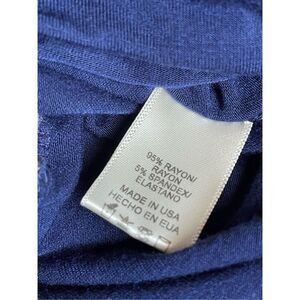 95% RAYON/
RAYON
5% SPANDEX/
ELASTANO
MADE IN USA
HECHO EN EUA